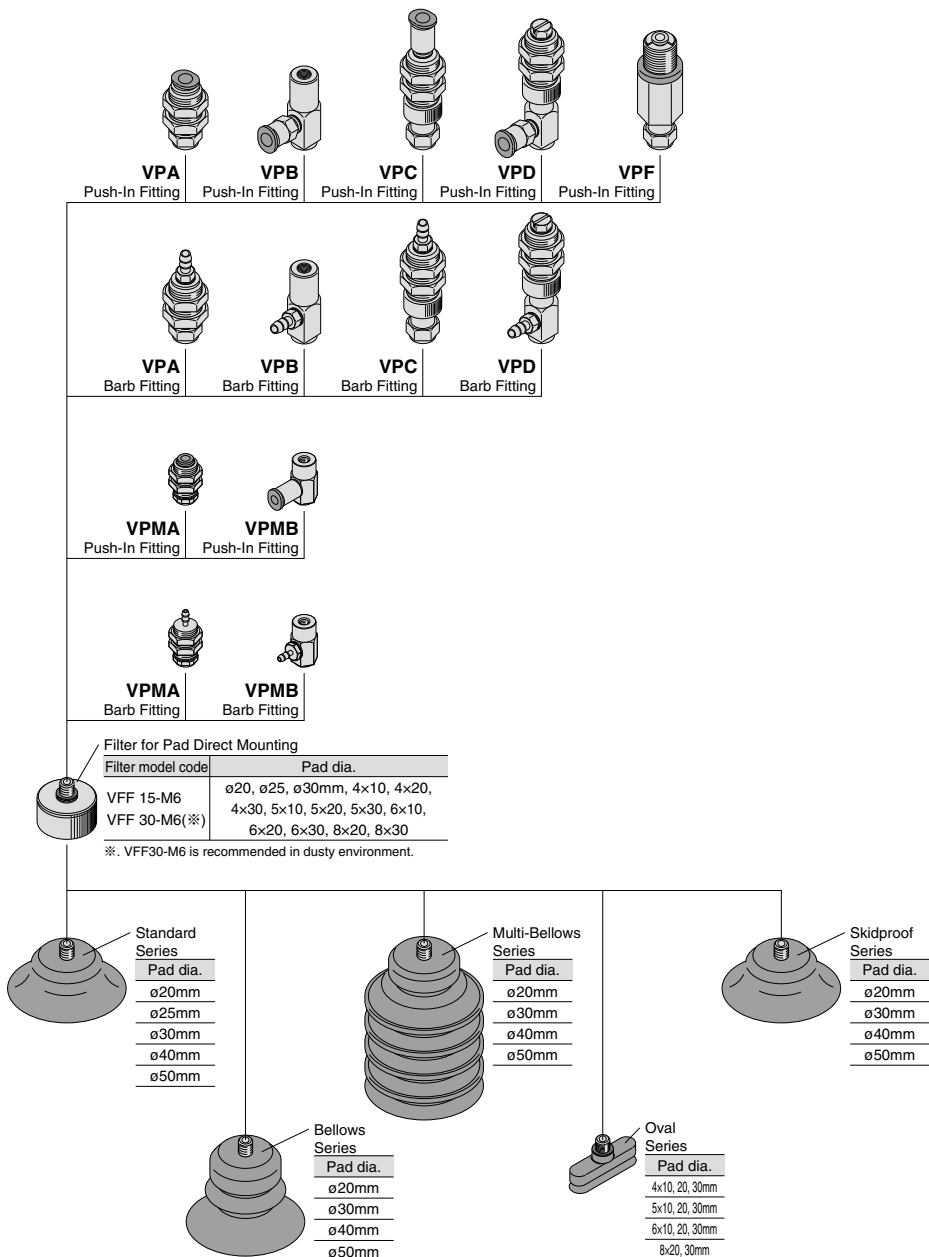 VPA VPB VPC VPD VPF
Push-In Fitting Push-In Fitting Push-In Fitting Push-In Fitting Push-In Fitting
VPA VPB VPC VPD
Barb Fitting Barb Fitting Barb Fitting Barb Fitting
VPMA VPMB
Push-In Fitting Push-In Fitting
VPMA VPMB
Barb Fitting Barb Fitting
Filter for Pad Direct Mounting
Filter model code Pad dia.
VFF 15-M6
VFF 30-M6(※)
ø20, ø25, ø30mm, 4×10, 4×20,
4×30, 5×10, 5×20, 5×30, 6×10,
6×20, 6×30, 8×20, 8×30
※. VFF30-M6 is recommended in dusty environment.
Standard
Series
Pad dia.
ø20mm
ø25mm
ø30mm
ø40mm
ø50mm
Multi-Bellows
Series
Pad dia.
ø20mm
ø30mm
ø40mm
ø50mm
Skidproof
Series
Pad dia.
ø20mm
ø30mm
ø40mm
ø50mm
Bellows
Series
Pad dia.
ø20mm
ø30mm
ø40mm
ø50mm
Oval
Series
Pad dia.
4×10, 20, 30mm
5×10, 20, 30mm
6×10, 20, 30mm
8×20, 30mm